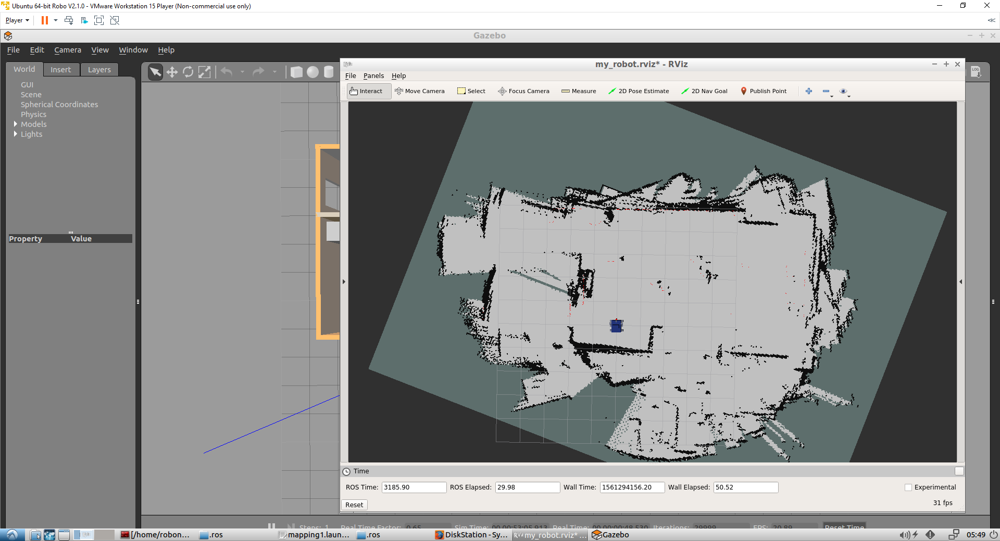 Ubuntu 64-bit Robo V2.1.0 - VMware Workstation 15 Player (Non-commercial use only)
Player
Gazebo
File Edit Camera View Window Help
World Insert Layers
GUI
Scene
Spherical Coordinates
Physics
Models
Lights
Property Value
LOG
RViz
my_robot.rviz* - RViz
File Panels Help
Interact Move Camera Select Focus Camera Measure 2D Pose Estimate 2D Nav Goal Publish Point
Time
ROS Time: 3185.90 ROS Elapsed: 29.98 Wall Time: 1561294156.20 Wall Elapsed: 50.52 Experimental
Reset 31 fps
Steps: 1 Real Time Factor: 0.65 Sim Time: 00 00:53:05.913 Real Time: 00 00:00:48.530 Iterations: 29999 FPS: 20.89 Reset Time
[/home/robon... .ros mapping1.laun... .ros DiskStation - Sy... RViz my_robot.rviz* ... Gazebo 05:49